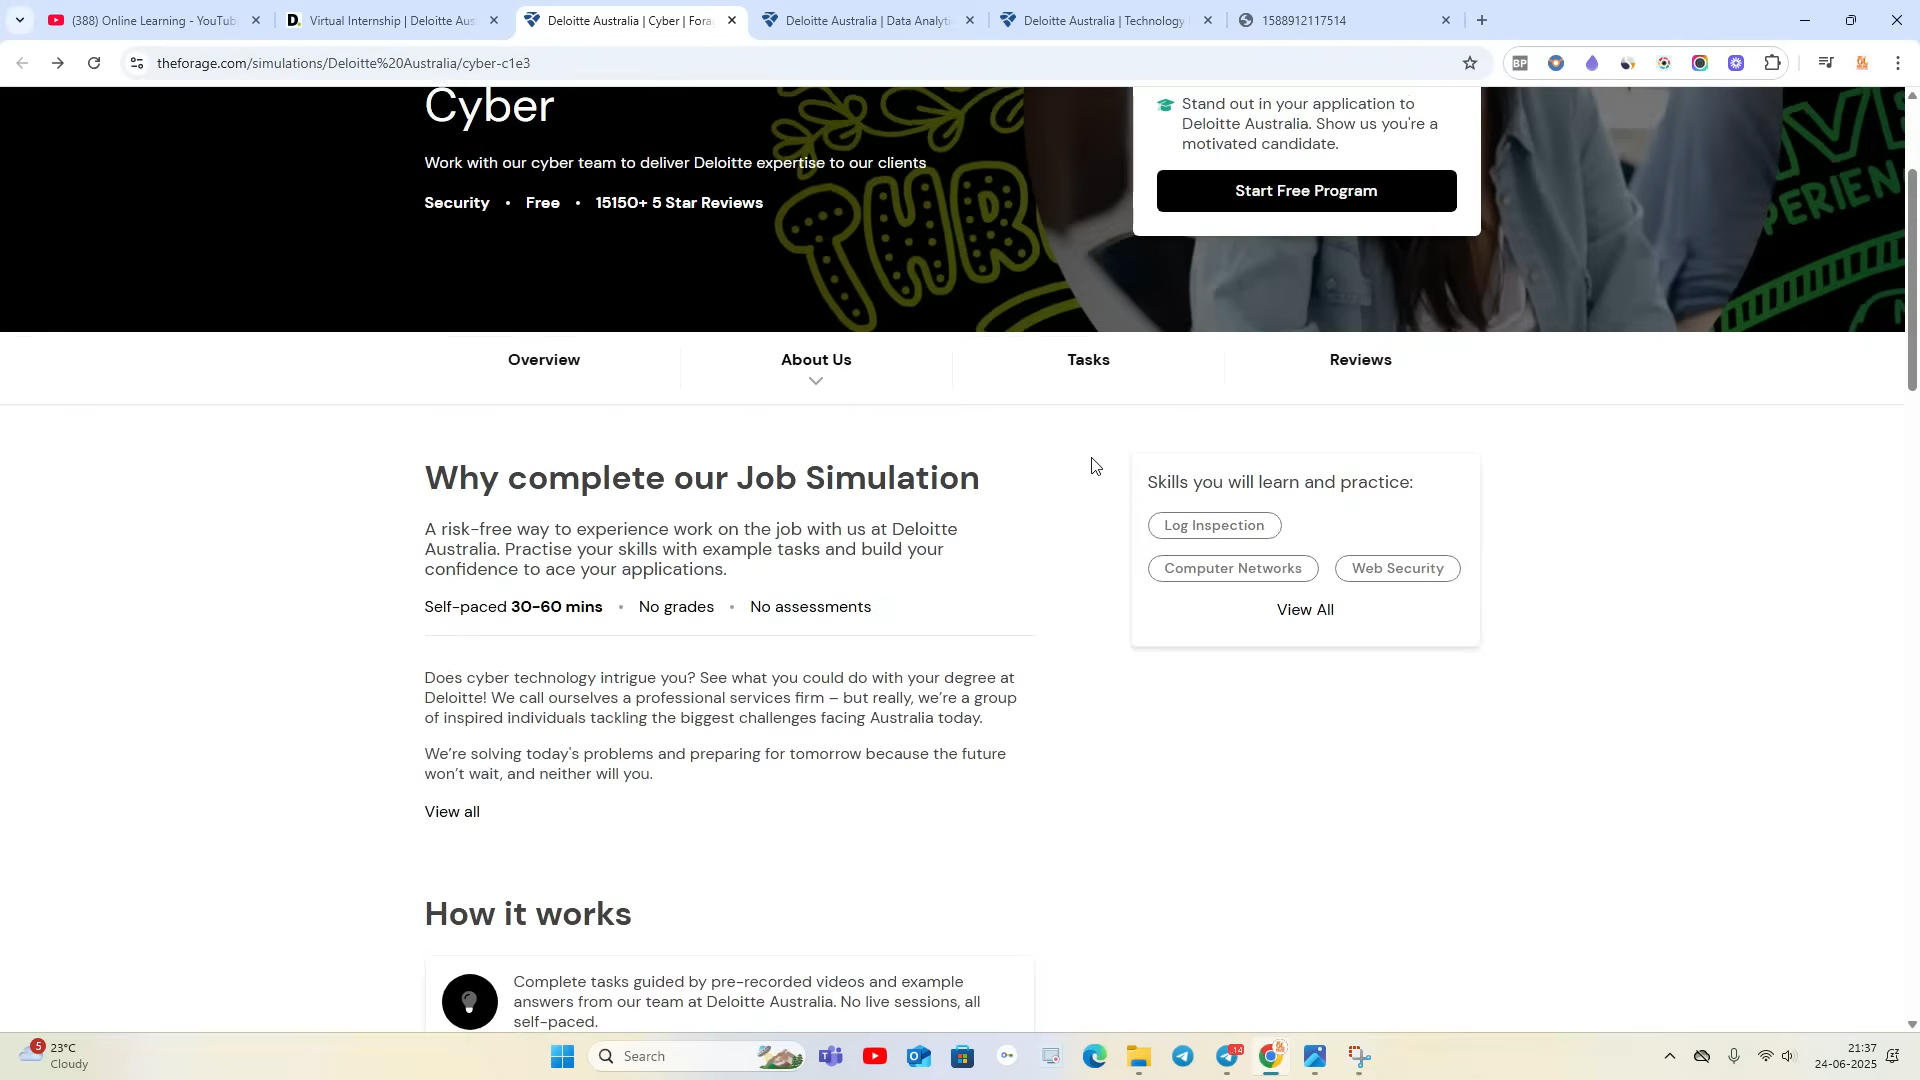 (388) Online Learning - YouTub
Virtual Internship | Deloitte Aus
Deloitte Australia | Cyber | Fora
Deloitte Australia | Data Analyti
Deloitte Australia | Technology
1588912117514
theforage.com/simulations/Deloitte%20Australia/cyber-c1e3
BP
Cyber
Work with our cyber team to deliver Deloitte expertise to our clients
Security • Free • 15150+ 5 Star Reviews
Stand out in your application to
Deloitte Australia. Show us you're a
motivated candidate.
Start Free Program
Overview
About Us
Tasks
Reviews
Why complete our Job Simulation
A risk-free way to experience work on the job with us at Deloitte
Australia. Practise your skills with example tasks and build your
confidence to ace your applications.
Self-paced 30-60 mins • No grades • No assessments
Does cyber technology intrigue you? See what you could do with your degree at
Deloitte! We call ourselves a professional services firm – but really, we’re a group
of inspired individuals tackling the biggest challenges facing Australia today.
We’re solving today's problems and preparing for tomorrow because the future
won’t wait, and neither will you.
View all
Skills you will learn and practice:
Log Inspection
Computer Networks
Web Security
View All
How it works
Complete tasks guided by pre-recorded videos and example
answers from our team at Deloitte Australia. No live sessions, all
self-paced.
5
23°C
Cloudy
Search
14
21:37
24-06-2025